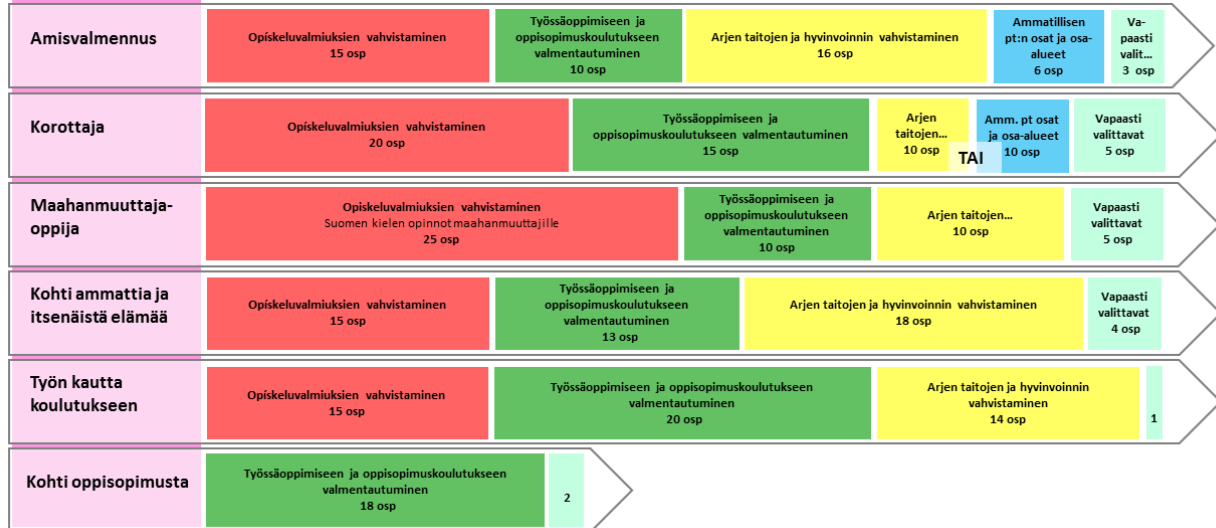 Amisvalmennus
Opískeluvalmiuksien vahvistaminen
15 osp
Työssäoppimiseen ja
oppisopimuskoulutukseen
valmentautuminen
10 osp
Arjen taitojen ja hyvinvoinnin vahvistaminen
16 osp
Ammatillisen
pt:n osat ja osa-
alueet
6 osp
Va-
paasti
valit...
3 osp
Korottaja
Opískeluvalmiuksien vahvistaminen
20 osp
Työssäoppimiseen ja
oppisopimuskoulutukseen valmentautuminen
15 osp
Arjen
taitojen...
10 osp
TAI
Amm. pt osat
ja osa-alueet
10 osp
Vapaasti
valittavat
5 osp
Maahanmuuttaja-
oppija
Opiskeluvalmiuksien vahvistaminen
Suomen kielen opinnot maahanmuuttajille
25 osp
Työssäoppimiseen ja
oppisopimuskoulutukseen
valmentautuminen
10 osp
Arjen taitojen...
10 osp
Vapaasti
valittavat
5 osp
Kohti ammattia ja
itsenäistä elämää
Opískeluvalmiuksien vahvistaminen
15 osp
Työssäoppimiseen ja
oppisopimuskoulutukseen
valmentautuminen
13 osp
Arjen taitojen ja hyvinvoinnin vahvistaminen
18 osp
Vapaasti
valittavat
4 osp
Työn kautta
koulutukseen
Opískeluvalmiuksien vahvistaminen
15 osp
Työssäoppimiseen ja oppisopimuskoulutukseen
valmentautuminen
20 osp
Arjen taitojen ja hyvinvoinnin
vahvistaminen
14 osp
1
Kohti oppisopimusta
Työssäoppimiseen ja oppisopimuskoulutukseen
valmentautuminen
18 osp
2